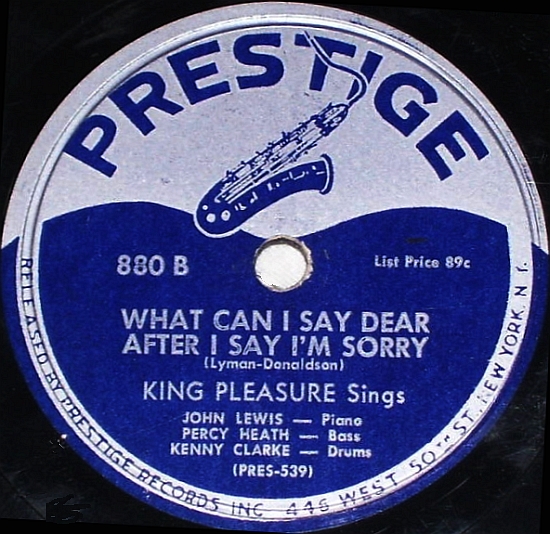 PRESTIGE
880 B
List Price 89c
WHAT CAN I SAY DEAR
AFTER I SAY I'M SORRY
(Lyman-Donaldson)
KING PLEASURE Sings
JOHN LEWIS — Piano
PERCY HEATH — Bass
KENNY CLARKE — Drums
(PRES-539)
RELEASED BY PRESTIGE RECORDS INC 446 WEST 50TH ST. NEW YORK N.Y.